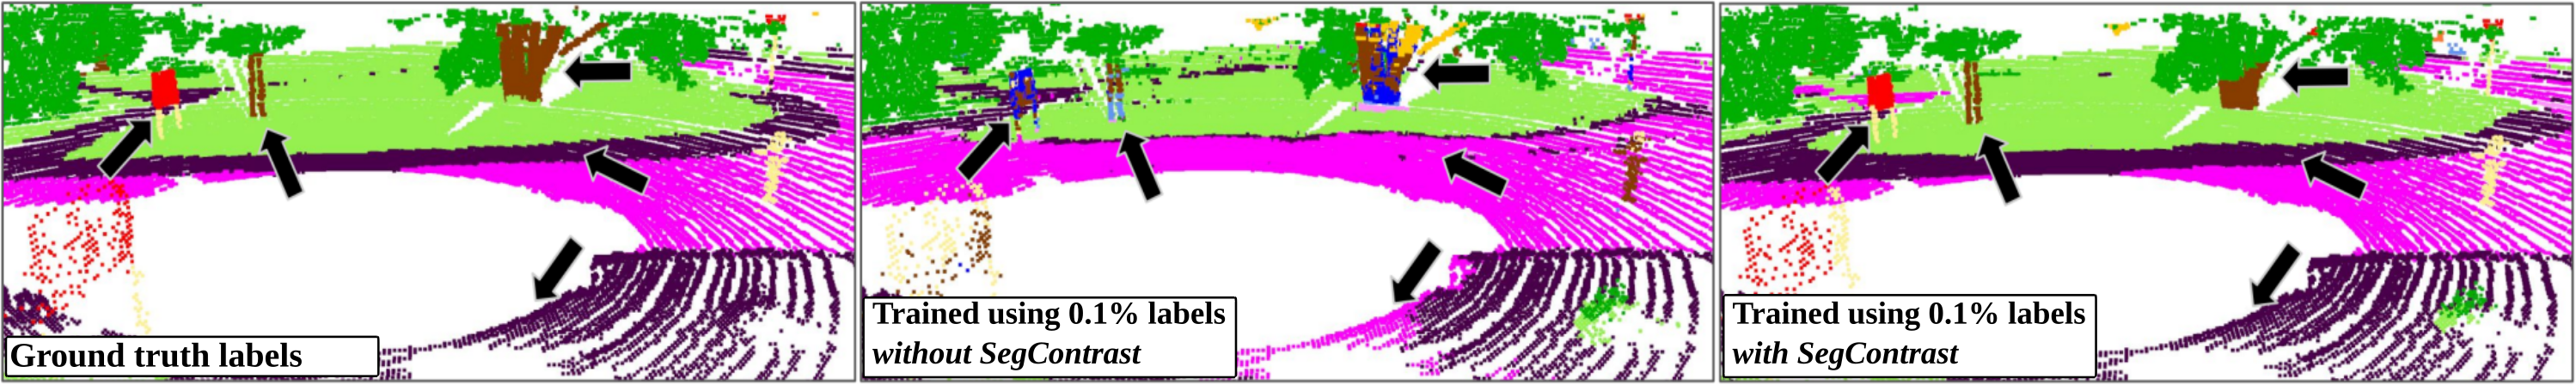 Ground truth labels
Trained using 0.1% labels
without SegContrast
Trained using 0.1% labels
with SegContrast